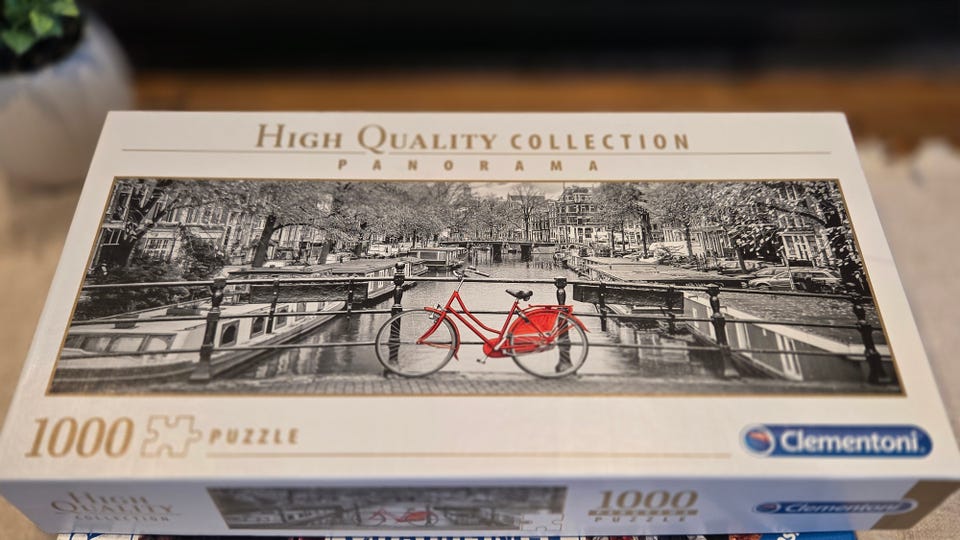 HIGH QUALITY COLLECTION
PANORAMA
1000 PUZZLE
Clementoni
HIGH QUALITY
COLLECTION
1000
PUZZLE
Clementoni